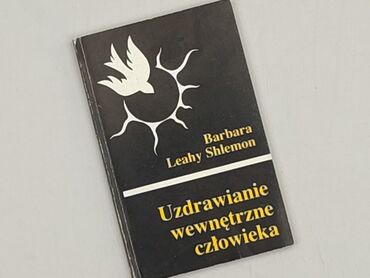 Barbara
Leahy Shlemon
Uzdrawianie
wewnętrzne
człowieka